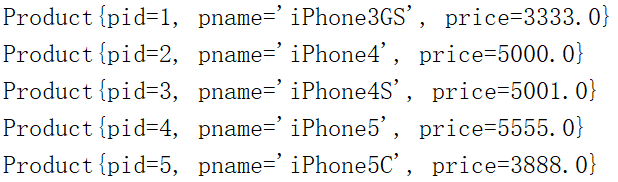 Product{pid=1, pname='iPhone3GS', price=3333.0}
Product{pid=2, pname='iPhone4', price=5000.0}
Product{pid=3, pname='iPhone4S', price=5001.0}
Product{pid=4, pname='iPhone5', price=5555.0}
Product{pid=5, pname='iPhone5C', price=3888.0}